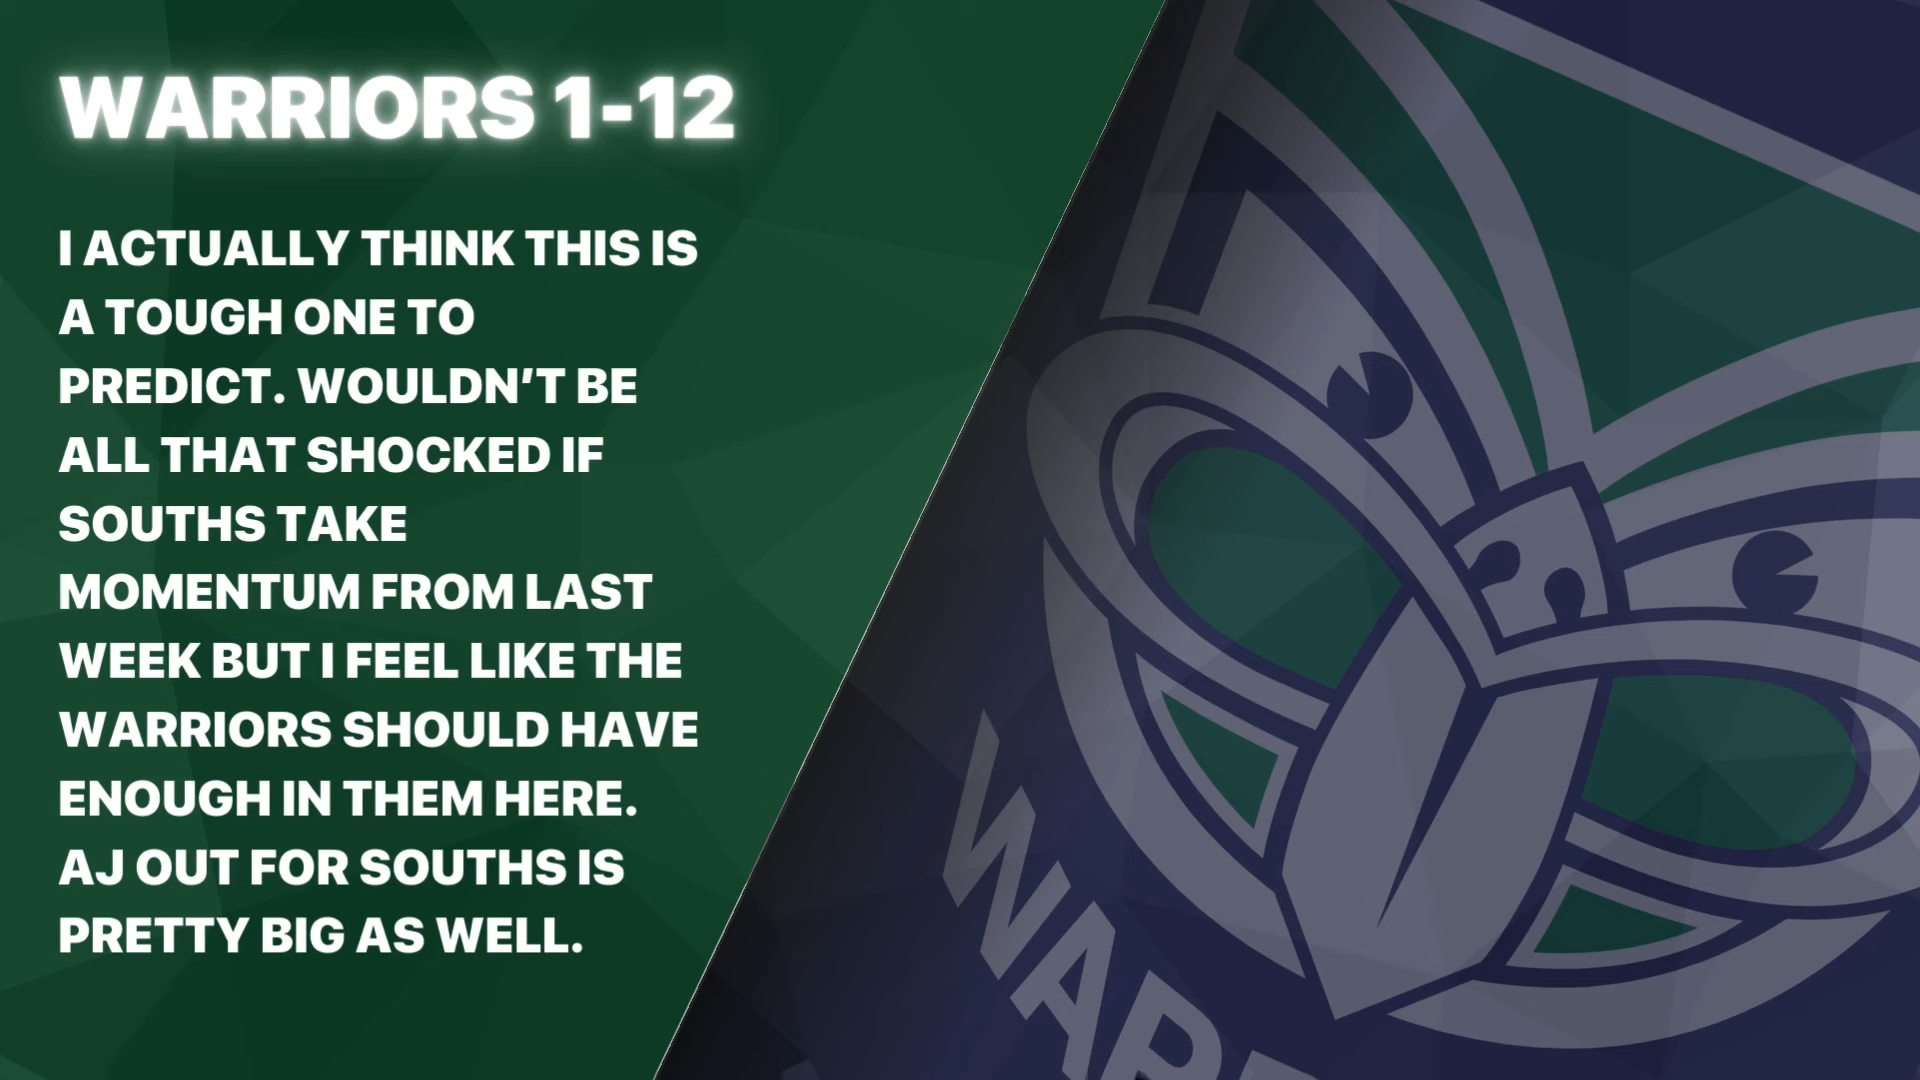 WARRIORS 1-12
I ACTUALLY THINK THIS IS
A TOUGH ONE TO
PREDICT. WOULDN'T BE
ALL THAT SHOCKED IF
SOUTHS TAKE
MOMENTUM FROM LAST
WEEK BUT I FEEL LIKE THE
WARRIORS SHOULD HAVE
ENOUGH IN THEM HERE.
AJ OUT FOR SOUTHS IS
PRETTY BIG AS WELL.
WAR